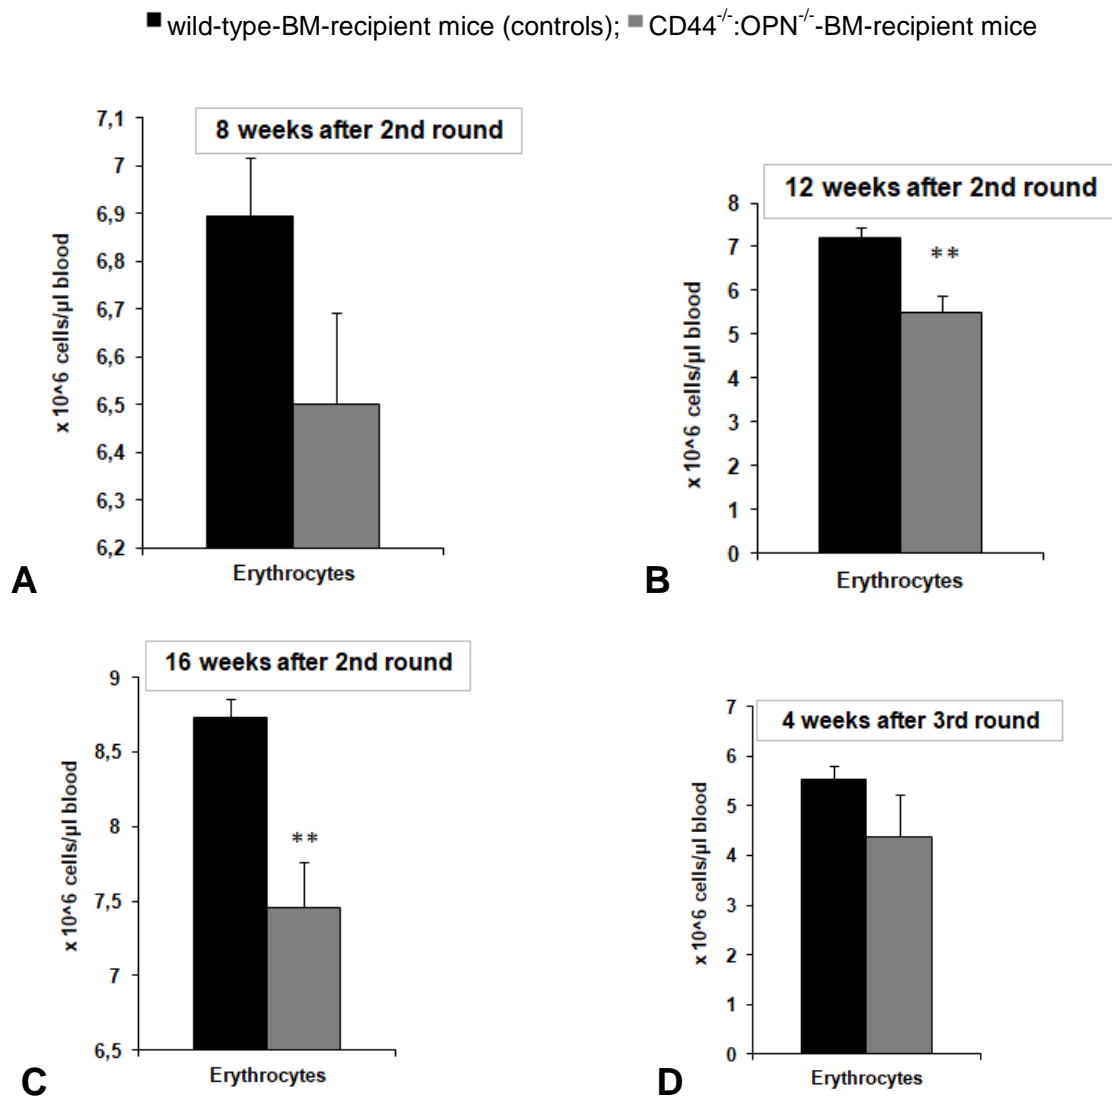 wild-type-BM-recipient mice (controls); CD44-/-:OPN-/--BM-recipient mice
8 weeks after 2nd round
7,1
7
6,9
6,8
6,7
6,6
6,5
6,4
6,3
6,2
x 10^6 cells/µl blood
Erythrocytes
A
12 weeks after 2nd round
8
7
6
5
4
3
2
1
0
x 10^6 cells/µl blood
**
Erythrocytes
B
16 weeks after 2nd round
9
8,5
8
7,5
7
6,5
x 10^6 cells/µl blood
**
Erythrocytes
C
4 weeks after 3rd round
7
6
5
4
3
2
1
0
x 10^6 cells/µl blood
Erythrocytes
D